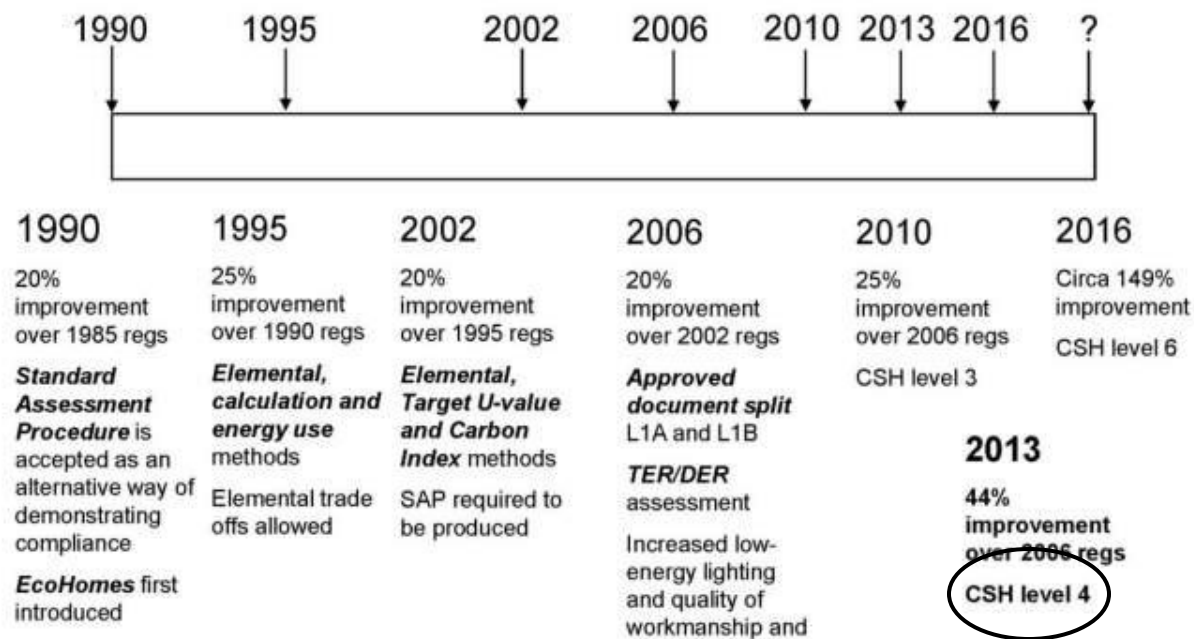 1990 1995 2002 2006 2010 2013 2016 ?
1990
20%
improvement
over 1985 regs
Standard
Assessment
Procedure is
accepted as an
alternative way of
demonstrating
compliance
EcoHomes first
introduced
1995
25%
improvement
over 1990 regs
Elemental,
calculation and
energy use
methods
Elemental trade
offs allowed
2002
20%
improvement
over 1995 regs
Elemental,
Target U-value
and Carbon
Index methods
SAP required to
be produced
2006
20%
improvement
over 2002 regs
Approved
document split
L1A and L1B
TER/DER
assessment
Increased low-
energy lighting
and quality of
workmanship and
2010
25%
improvement
over 2006 regs
CSH level 3
2013
44%
improvement
over 2006 regs
CSH level 4
2016
Circa 149%
improvement
CSH level 6